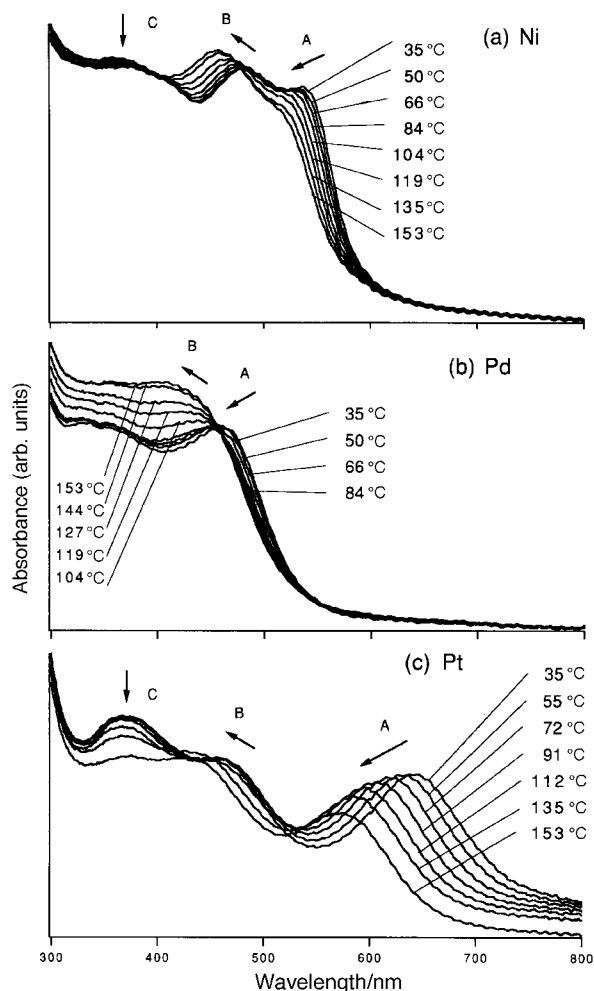 C
B
A
(a) Ni
35°C
50°C
66°C
84°C
104°C
119°C
135°C
153°C
B
A
(b) Pd
35°C
50°C
66°C
84°C
153°C
144°C
127°C
119°C
104°C
Absorbance (arb. units)
C
B
A
(c) Pt
35°C
55°C
72°C
91°C
112°C
135°C
153°C
300 400 500 600 700 800
Wavelength/nm